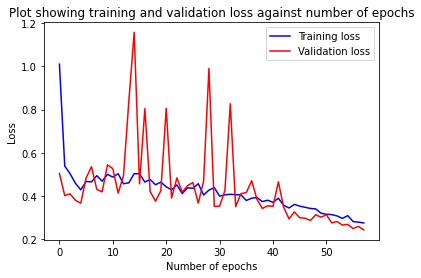 Plot showing training and validation loss against number of epochs
Training loss
Validation loss
Loss
1.2
1.0
0.8
0.6
0.4
0.2
0 10 20 30 40 50
Number of epochs